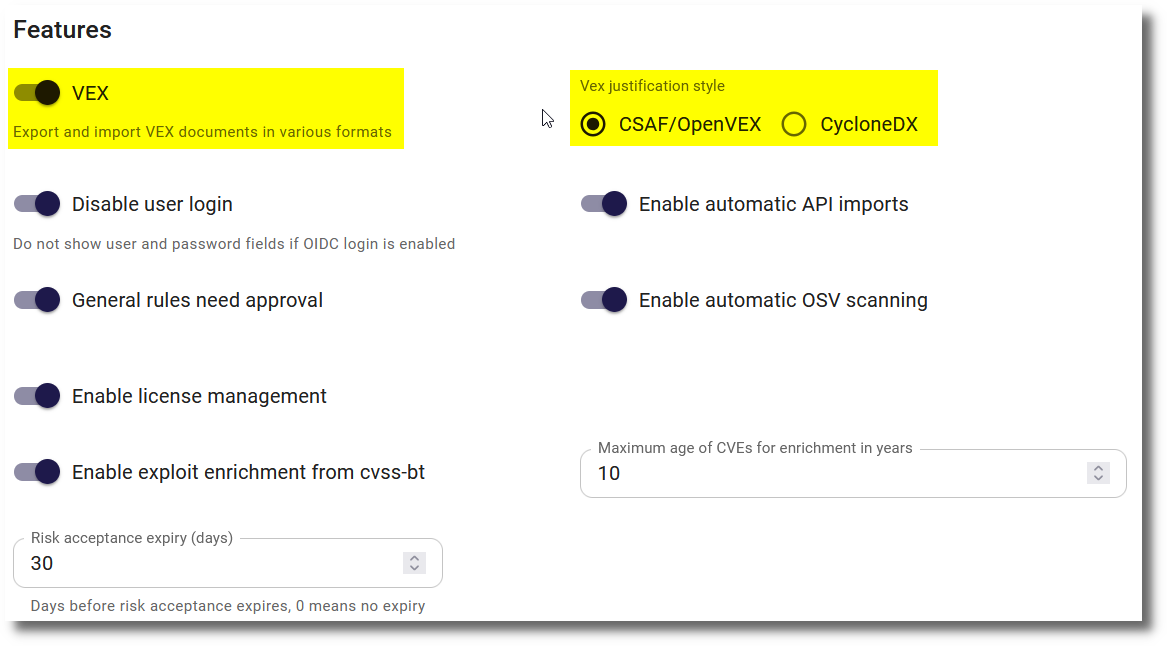 Features
VEX
Export and import VEX documents in various formats
Vex justification style
CSAF/OpenVEX CycloneDX
Disable user login
Do not show user and password fields if OIDC login is enabled
Enable automatic API imports
General rules need approval
Enable automatic OSV scanning
Enable license management
Enable exploit enrichment from cvss-bt
Maximum age of CVEs for enrichment in years
10
Risk acceptance expiry (days)
30
Days before risk acceptance expires, 0 means no expiry